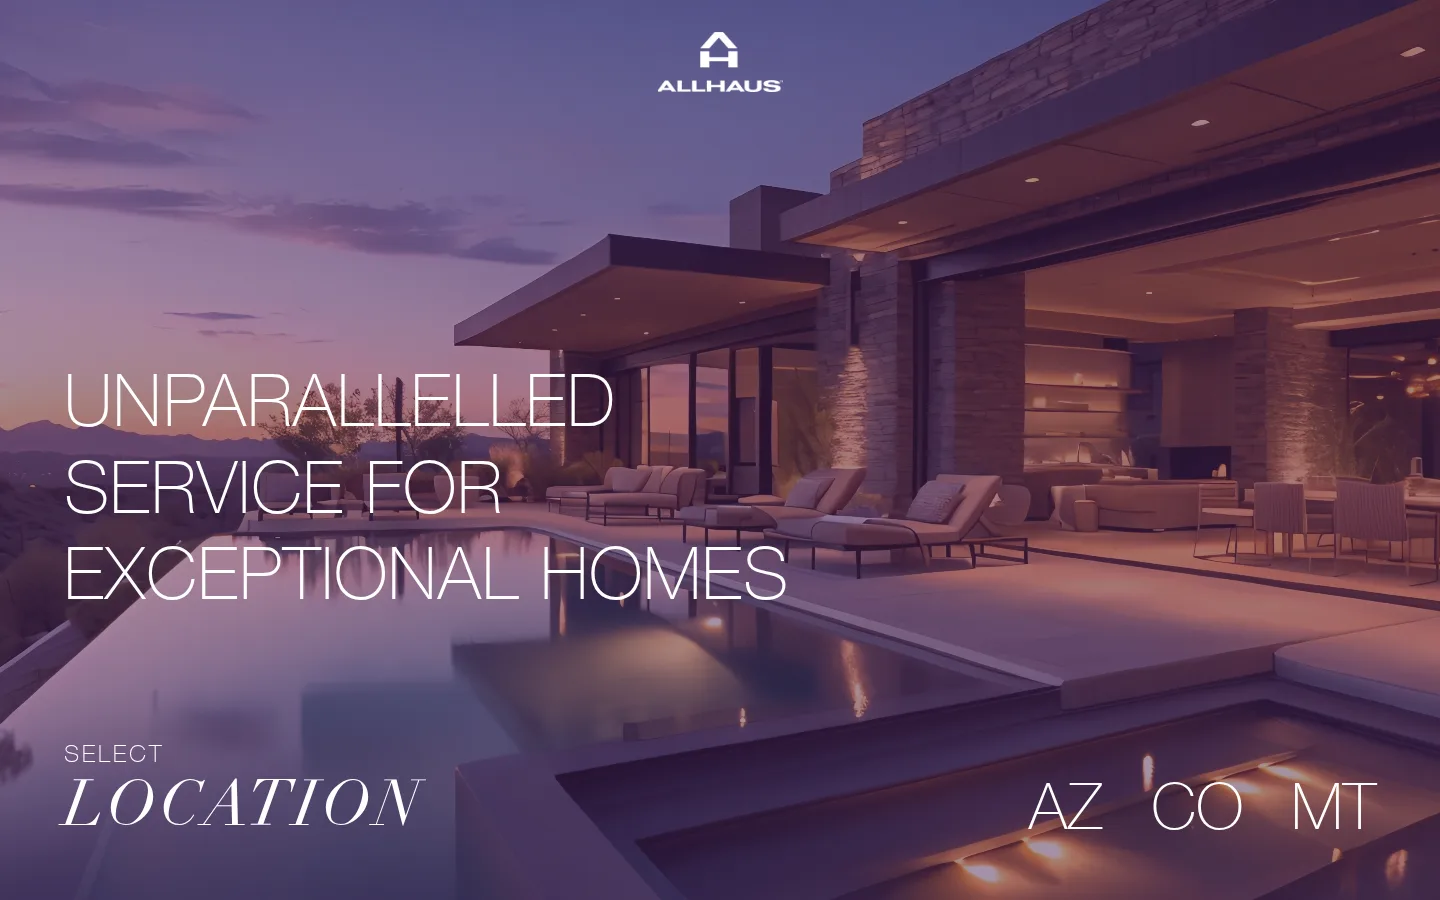 ALLHAUS
UNPARALLELLED
SERVICE FOR
EXCEPTIONAL HOMES
SELECT
LOCATION
AZ CO MT